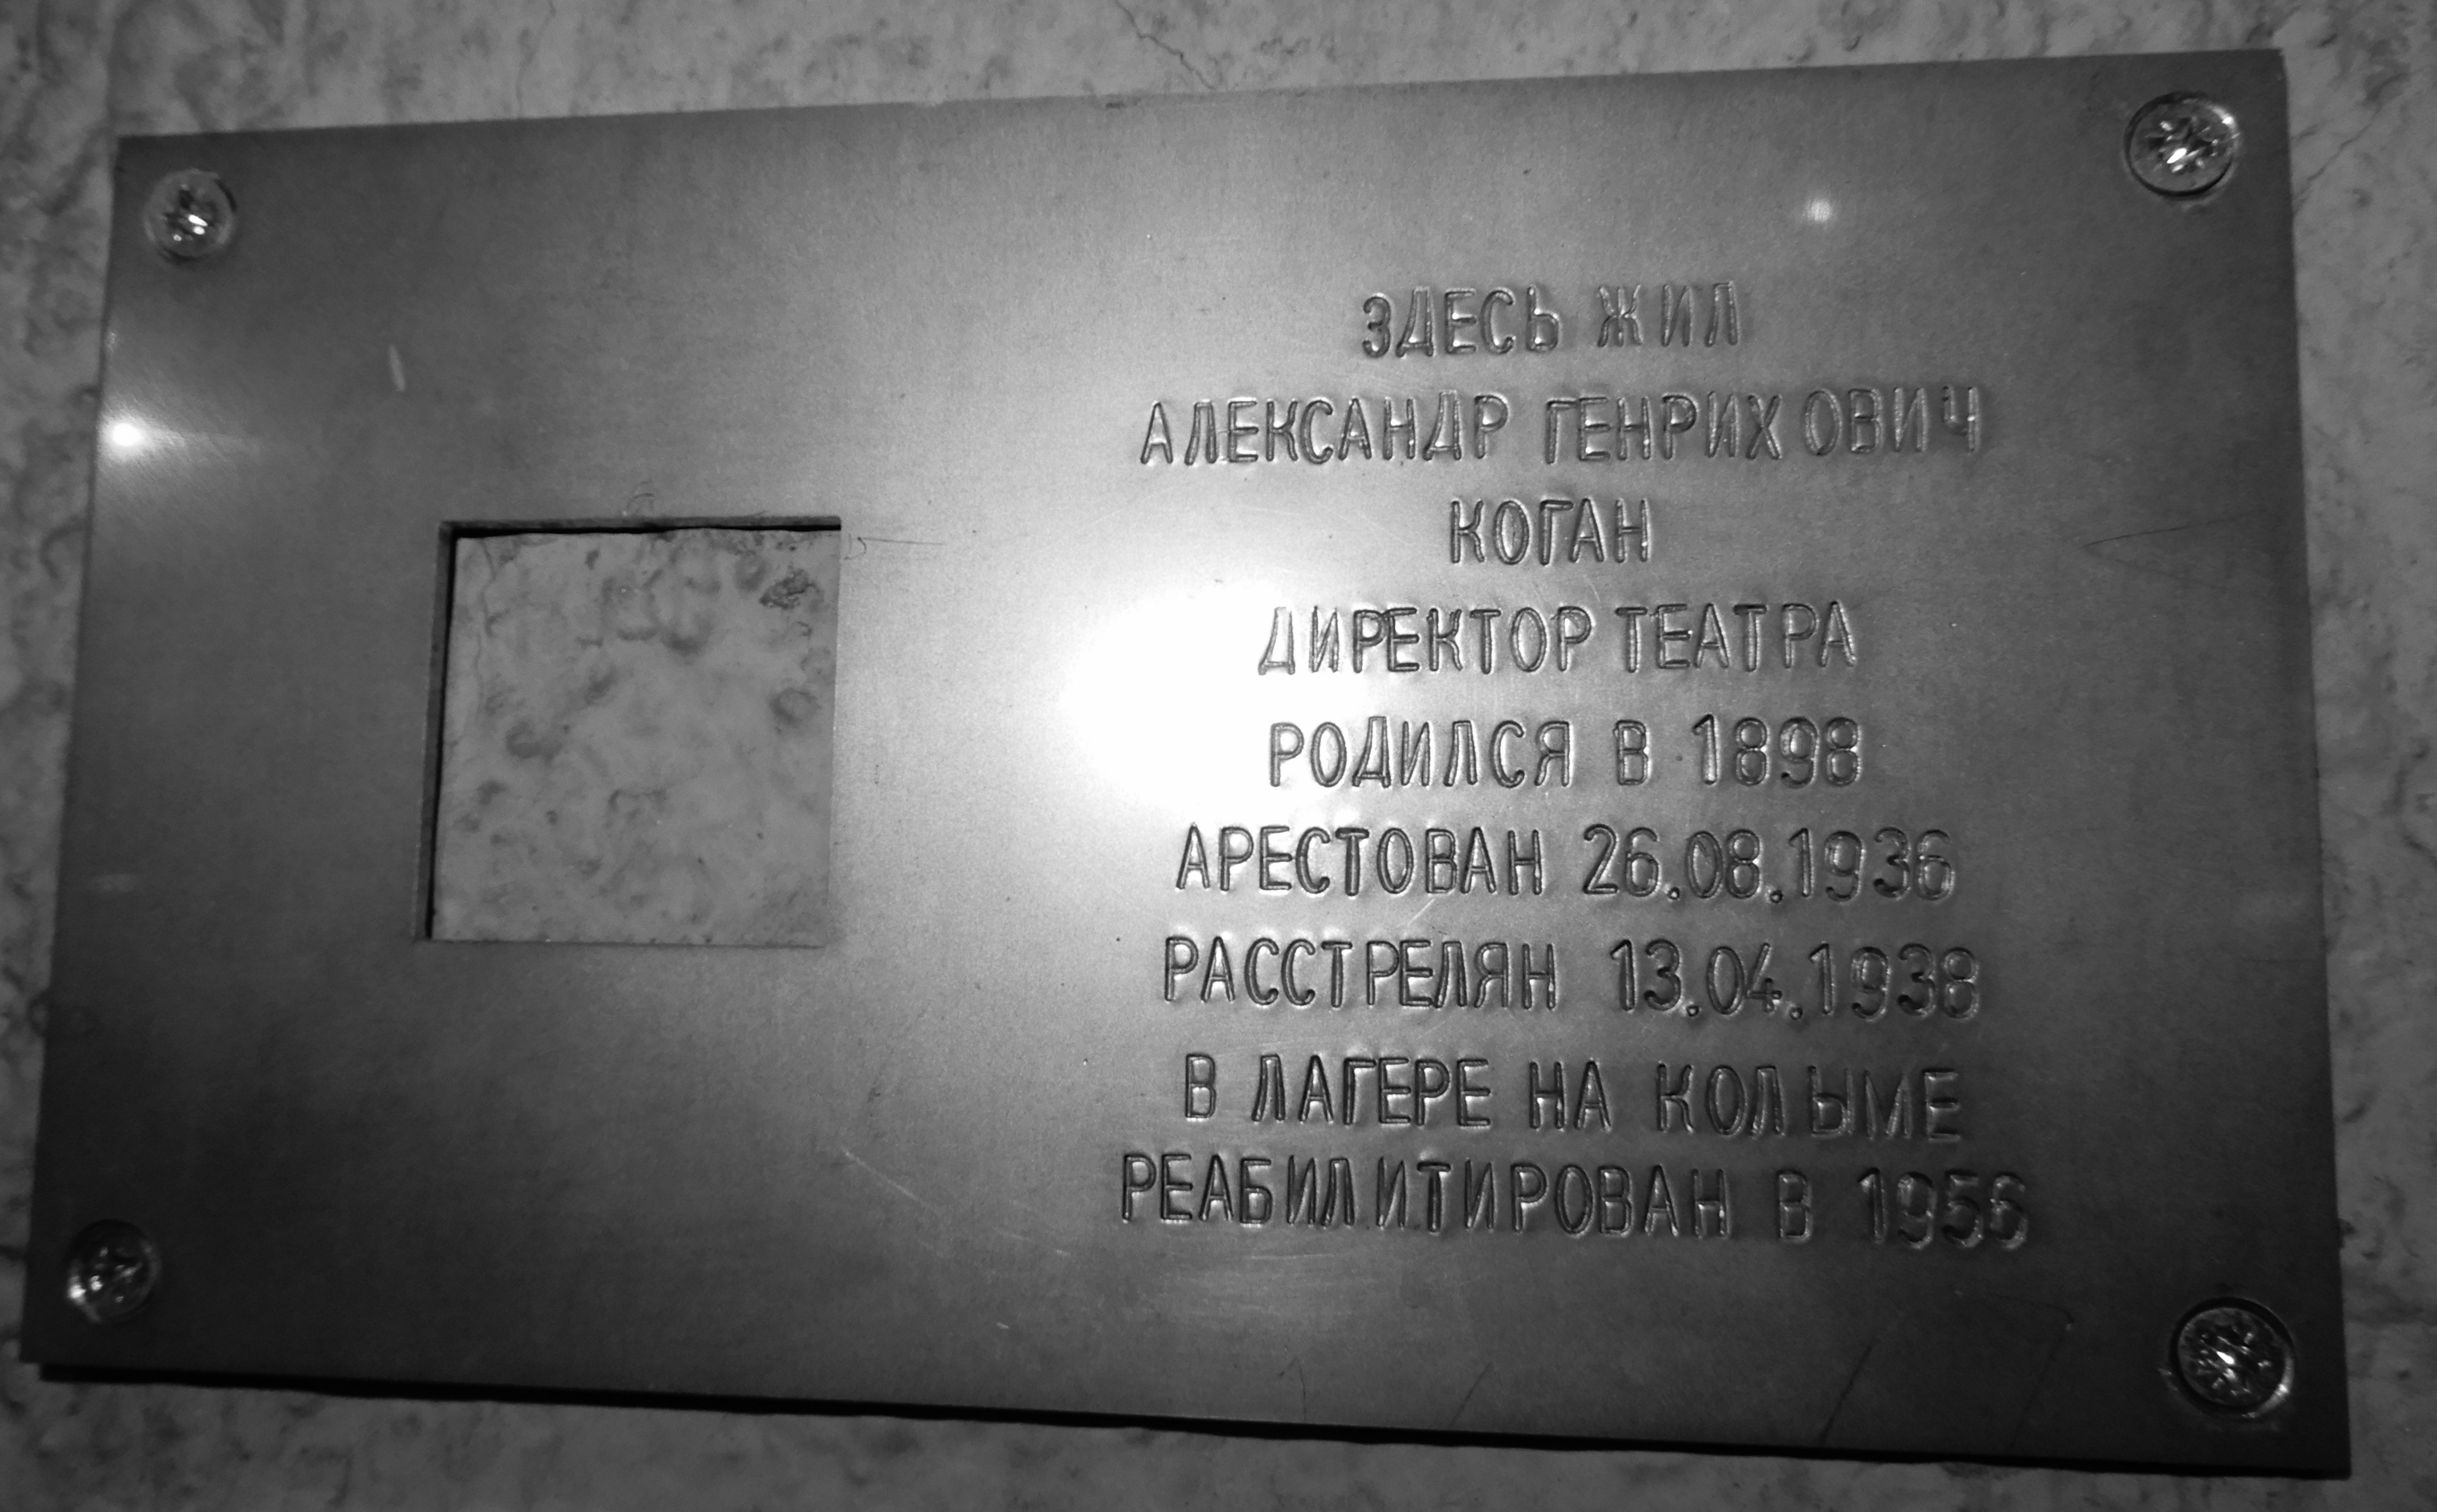 ЗДЕСЬ ЖИЛ
АЛЕКСАНДР ГЕНРИХОВИЧ
КОГАН
ДИРЕКТОР ТЕАТРА
РОДИЛСЯ В 1898
АРЕСТОВАН 26.08.1936
РАССТРЕЛЯН 13.04.1938
В ЛАГЕРЕ НА КОЛЫМЕ
РЕАБИЛИТИРОВАН В 1956